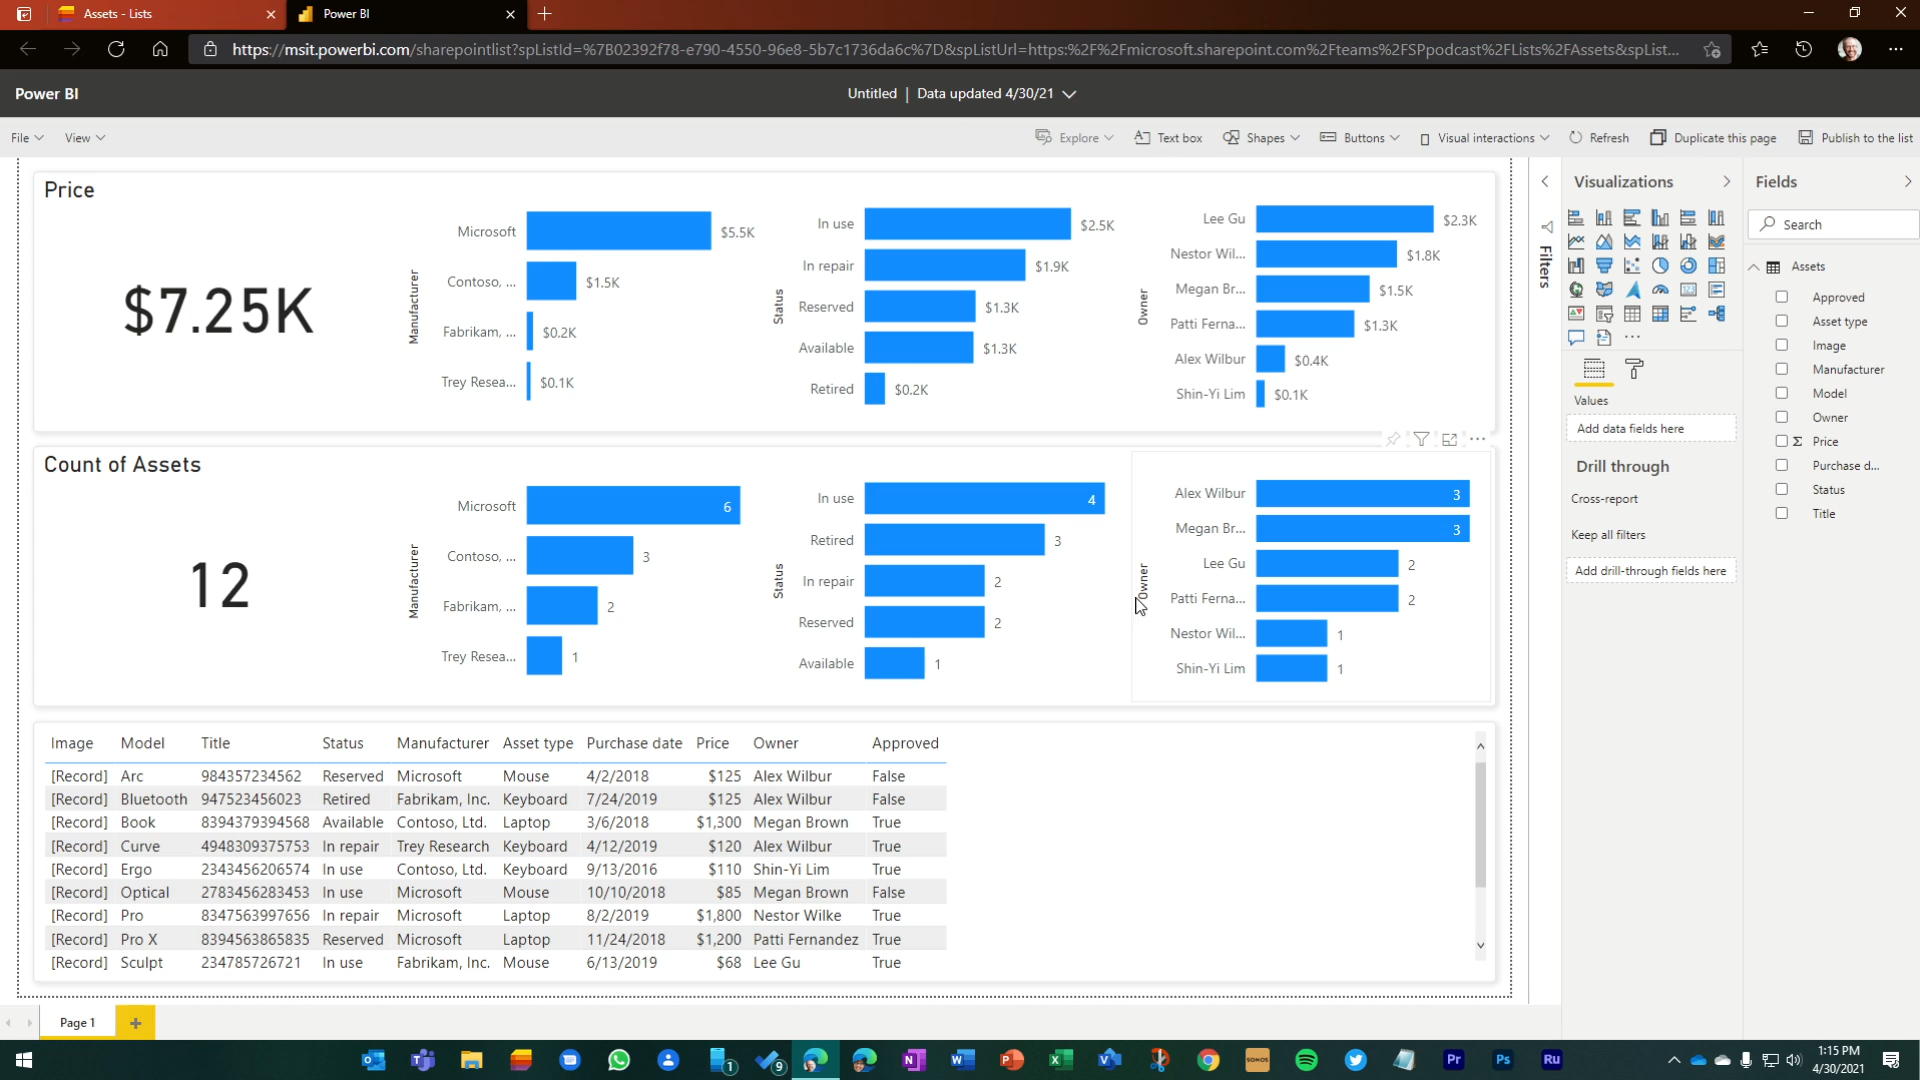 Assets - Lists
Power BI
https://msit.powerbi.com/sharepointlist?spListId=%7B02392f78-e790-4550-96e8-5b7c1736da6c%7D&spListUrl=https:%2F%2Fmicrosoft.sharepoint.com%2Fteams%2FSPpodcast%2FLists%2FAssets&spList...
Power BI
Untitled | Data updated 4/30/21
File
View
Explore
Text box
Shapes
Buttons
Visual interactions
Refresh
Duplicate this page
Publish to the list
Price
$7.25K
Manufacturer
Microsoft $5.5K
Contoso, ... $1.5K
Fabrikam, ... $0.2K
Trey Resea... $0.1K
Status
In use $2.5K
In repair $1.9K
Reserved $1.3K
Available $1.3K
Retired $0.2K
Owner
Lee Gu $2.3K
Nestor Wil... $1.8K
Megan Br... $1.5K
Patti Ferna... $1.3K
Alex Wilbur $0.4K
Shin-Yi Lim $0.1K
Count of Assets
12
Manufacturer
Microsoft 6
Contoso, ... 3
Fabrikam, ... 2
Trey Resea... 1
Status
In use 4
Retired 3
In repair 2
Reserved 2
Available 1
Owner
Alex Wilbur 3
Megan Br... 3
Lee Gu 2
Patti Ferna... 2
Nestor Wil... 1
Shin-Yi Lim 1
Image Model Title Status Manufacturer Asset type Purchase date Price Owner Approved
[Record] Arc 984357234562 Reserved Microsoft Mouse 4/2/2018 $125 Alex Wilbur False
[Record] Bluetooth 947523456023 Retired Fabrikam, Inc. Keyboard 7/24/2019 $125 Alex Wilbur False
[Record] Book 8394379394568 Available Contoso, Ltd. Laptop 3/6/2018 $1,300 Megan Brown True
[Record] Curve 4948309375753 In repair Trey Research Keyboard 4/12/2019 $120 Alex Wilbur True
[Record] Ergo 2343456206574 In use Contoso, Ltd. Keyboard 9/13/2016 $110 Shin-Yi Lim True
[Record] Optical 2783456283453 In use Microsoft Mouse 10/10/2018 $85 Megan Brown False
[Record] Pro 8347563997656 In repair Microsoft Laptop 8/2/2019 $1,800 Nestor Wilke True
[Record] Pro X 8394563865835 Reserved Microsoft Laptop 11/24/2018 $1,200 Patti Fernandez True
[Record] Sculpt 234785726721 In use Fabrikam, Inc. Mouse 6/13/2019 $68 Lee Gu True
Page 1
Filters
Visualizations
Values
Add data fields here
Drill through
Cross-report
Keep all filters
Add drill-through fields here
Fields
Search
Assets
Approved
Asset type
Image
Manufacturer
Model
Owner
Σ Price
Purchase d...
Status
Title
1
9
SONOS
Pr
Ps
Ru
1:15 PM
4/30/2021